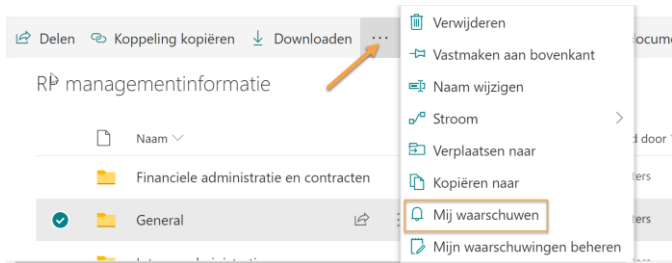 Delen Koppeling kopiëren Downloaden ...
RP managementinformatie
Naam
Financiele administratie en contracten
General
Verwijderen
Vastmaken aan bovenkant
Naam wijzigen
Stroom
Verplaatsen naar
Kopiëren naar
Mij waarschuwen
Mijn waarschuwingen beheren